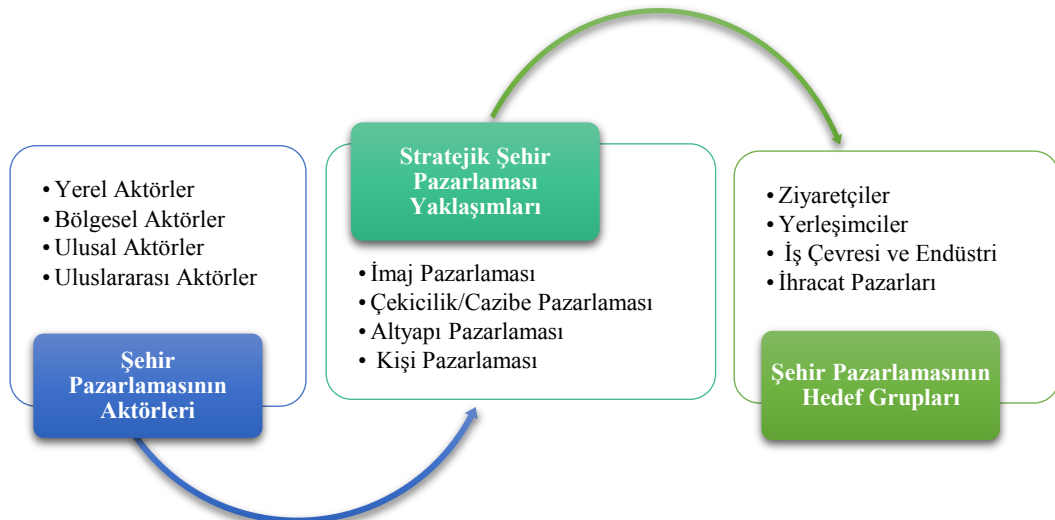 • Yerel Aktörler
• Bölgesel Aktörler
• Ulusal Aktörler
• Uluslararası Aktörler
Şehir
Pazarlamasının
Aktörleri
Stratejik Şehir
Pazarlaması
Yaklaşımları
• İmaj Pazarlaması
• Çekicilik/Cazibe Pazarlaması
• Altyapı Pazarlaması
• Kişi Pazarlaması
• Ziyaretçiler
• Yerleşimciler
• İş Çevresi ve Endüstri
• İhracat Pazarları
Şehir Pazarlamasının
Hedef Grupları